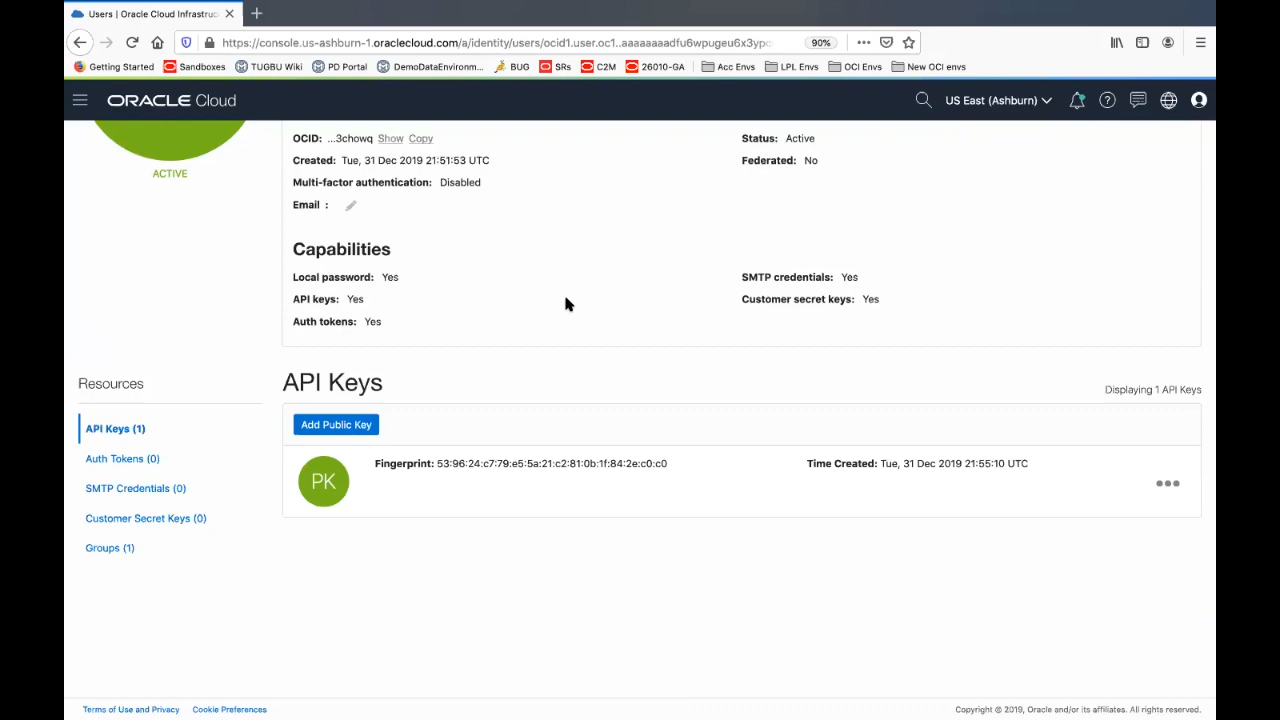 Users | Oracle Cloud Infrastruc
https://console.us-ashburn-1.oraclecloud.com/a/identity/users/ocid1.user.oc1..aaaaaaaadfu6wpugeu6x3ypc 90%
Getting Started Sandboxes TUGBU Wiki PD Portal DemoDataEnvironm... BUG SRs C2M 26010-GA Acc Envs LPL Envs OCI Envs New OCI envs
ORACLE Cloud US East (Ashburn)
OCID: ...3chowq Show Copy Status: Active
Created: Tue, 31 Dec 2019 21:51:53 UTC Federated: No
ACTIVE
Multi-factor authentication: Disabled
Email :
Capabilities
Local password: Yes SMTP credentials: Yes
API keys: Yes Customer secret keys: Yes
Auth tokens: Yes
Resources
API Keys
Displaying 1 API Keys
API Keys (1)
Add Public Key
Auth Tokens (0)
PK
Fingerprint: 53:96:24:c7:79:e5:5a:21:c2:81:0b:1f:84:2e:c0:c0 Time Created: Tue, 31 Dec 2019 21:55:10 UTC
SMTP Credentials (0)
Customer Secret Keys (0)
Groups (1)
Terms of Use and Privacy Cookie Preferences Copyright © 2019, Oracle and/or its affiliates. All rights reserved.